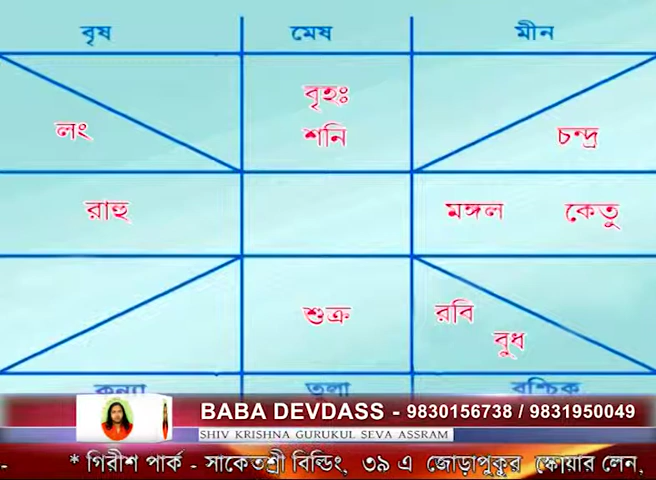 বৃষ মেষ মীন
বৃহঃ
লং শনি চন্দ্র
রাহু মঙ্গল কেতু
শুক্র রবি
বুধ
কন্যা তুলা বৃশ্চিক
BABA DEVDASS - 9830156738 / 9831950049
SHIV KRISHNA GURUKUL SEVA ASSRAM
- * গিরীশ পার্ক - সাকেতশ্রী বিল্ডিং, ৩৯ এ জোড়াপুকুর স্কোয়ার লেন,